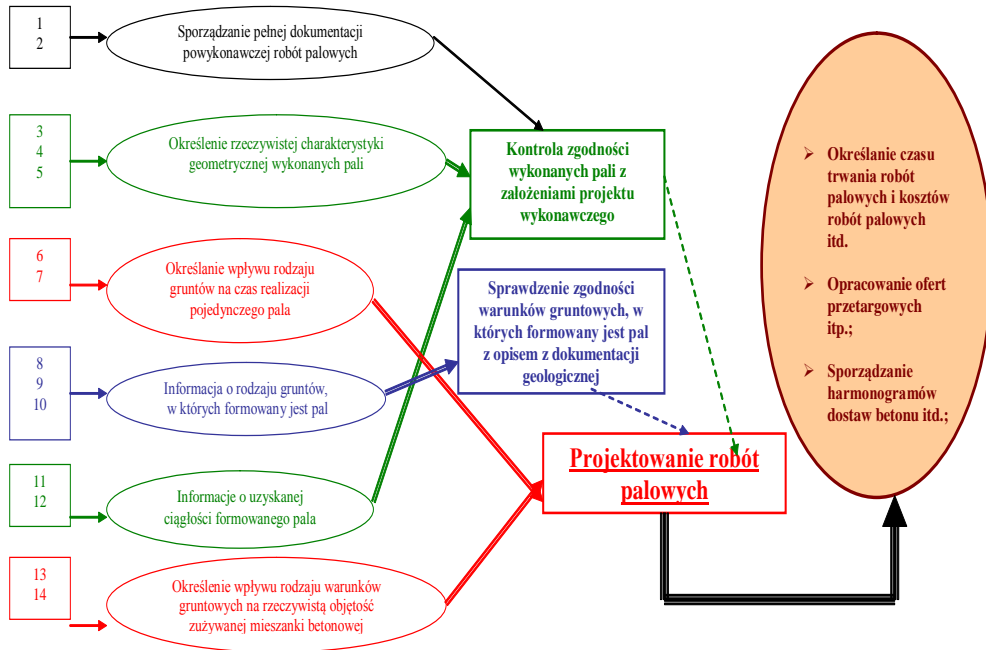 1
2
Sporządzanie pełnej dokumentacji
powykonawczej robót palowych
3
4
5
Określenie rzeczywistej charakterystyki
geometrycznej wykonanych pali
6
7
Określanie wpływu rodzaju
gruntów na czas realizacji
pojedynczego pala
8
9
10
Informacja o rodzaju gruntów,
w których formowany jest pal
11
12
Informacje o uzyskanej
ciągłości formowanego pala
13
14
Określenie wpływu rodzaju warunków
gruntowych na rzeczywistą objętość
zużywanej mieszanki betonowej
Kontrola zgodności
wykonanych pali z
założeniami projektu
wykonawczego
Sprawdzenie zgodności
warunków gruntowych, w
których formowany jest pal
z opisem z dokumentacji
geologicznej
Projektowanie robót
palowych
➢ Określanie czasu
trwania robót
palowych i kosztów
robót palowych
itd.
➢ Opracowanie ofert
przetargowych
itp.;
➢ Sporządzanie
harmonogramów
dostaw betonu itd.;